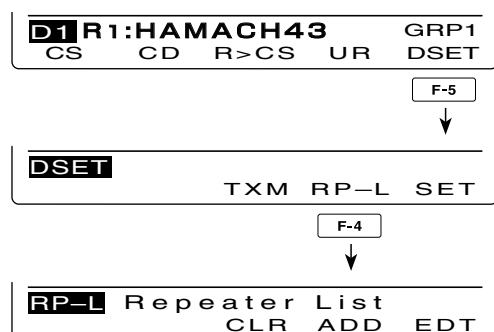 D1 R1:HAMACH43 GRP1
CS CD R>CS UR DSET
F-5
DSET
TXM RP–L SET
F-4
RP–L Repeater List
CLR ADD EDT